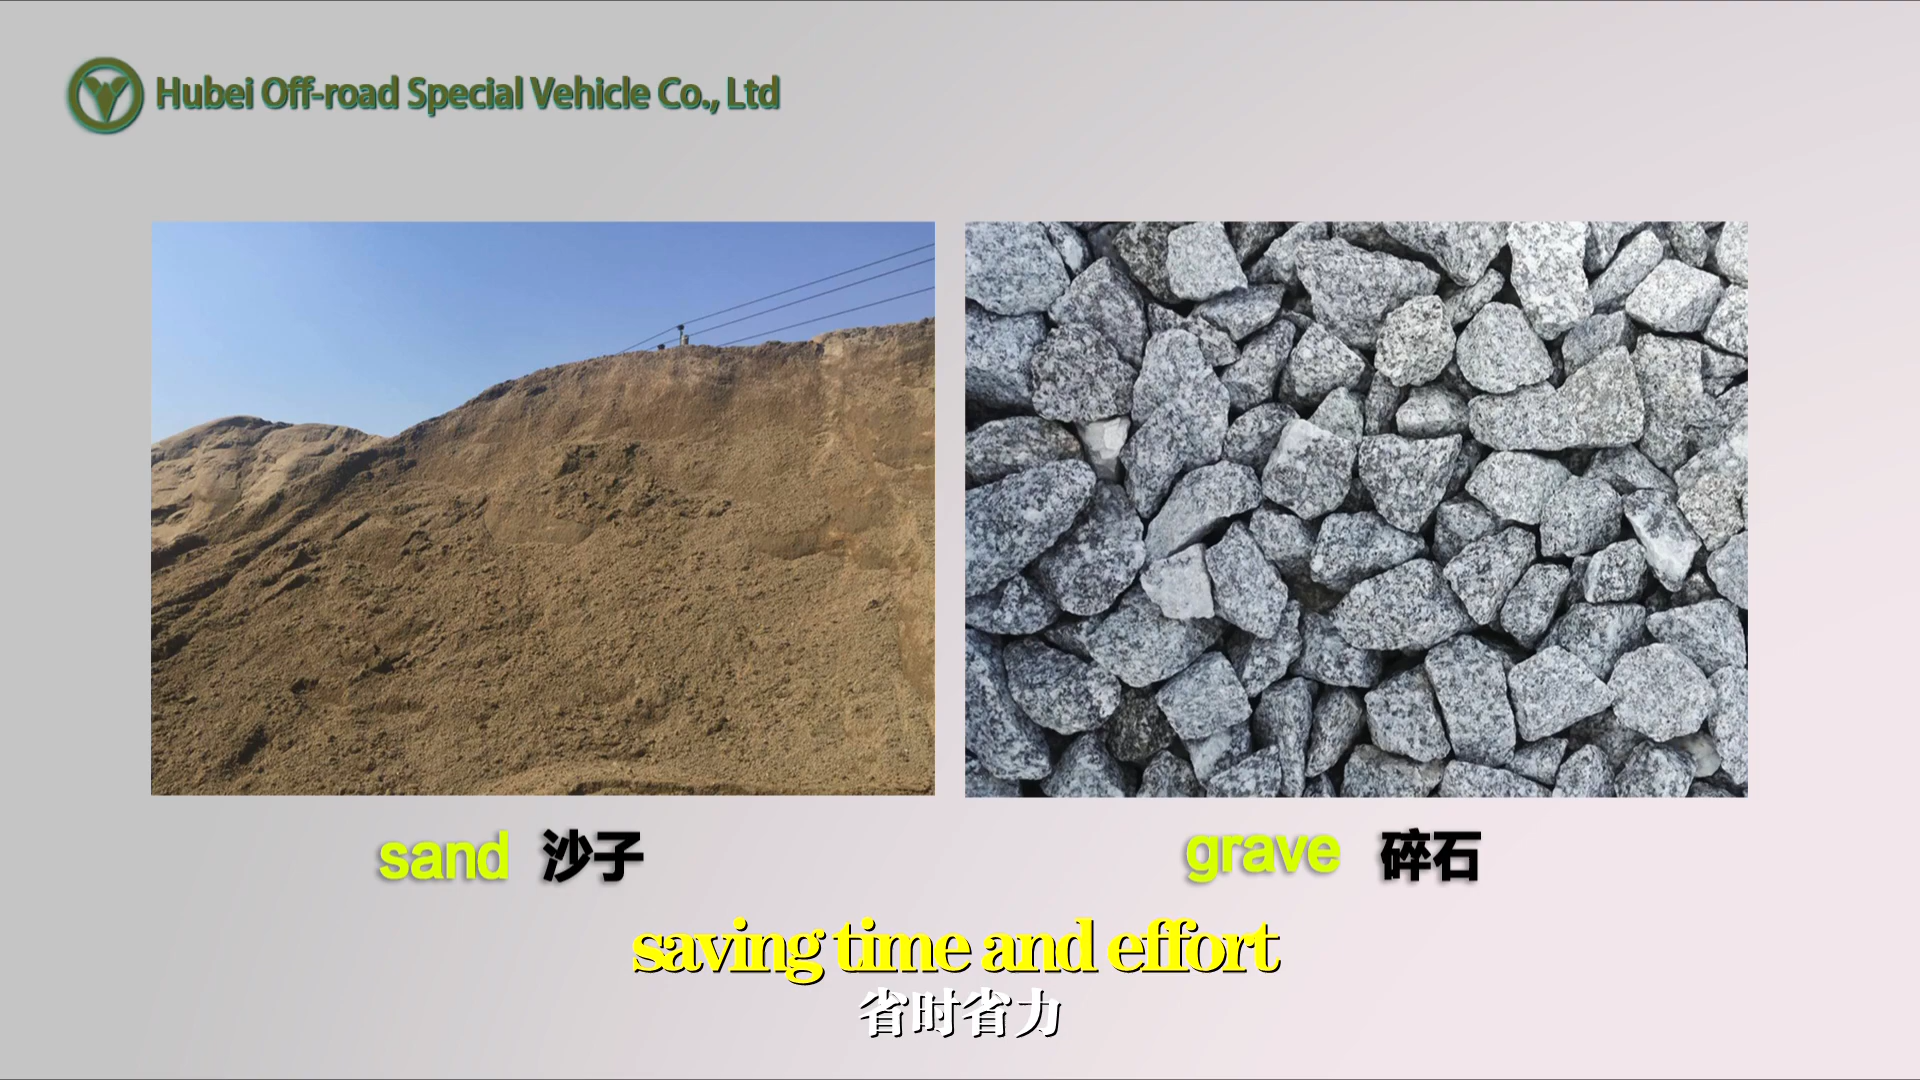 Hubei Off-road Special Vehicle Co., Ltd
sand 沙子
grave 碎石
saving time and effort
省时省力